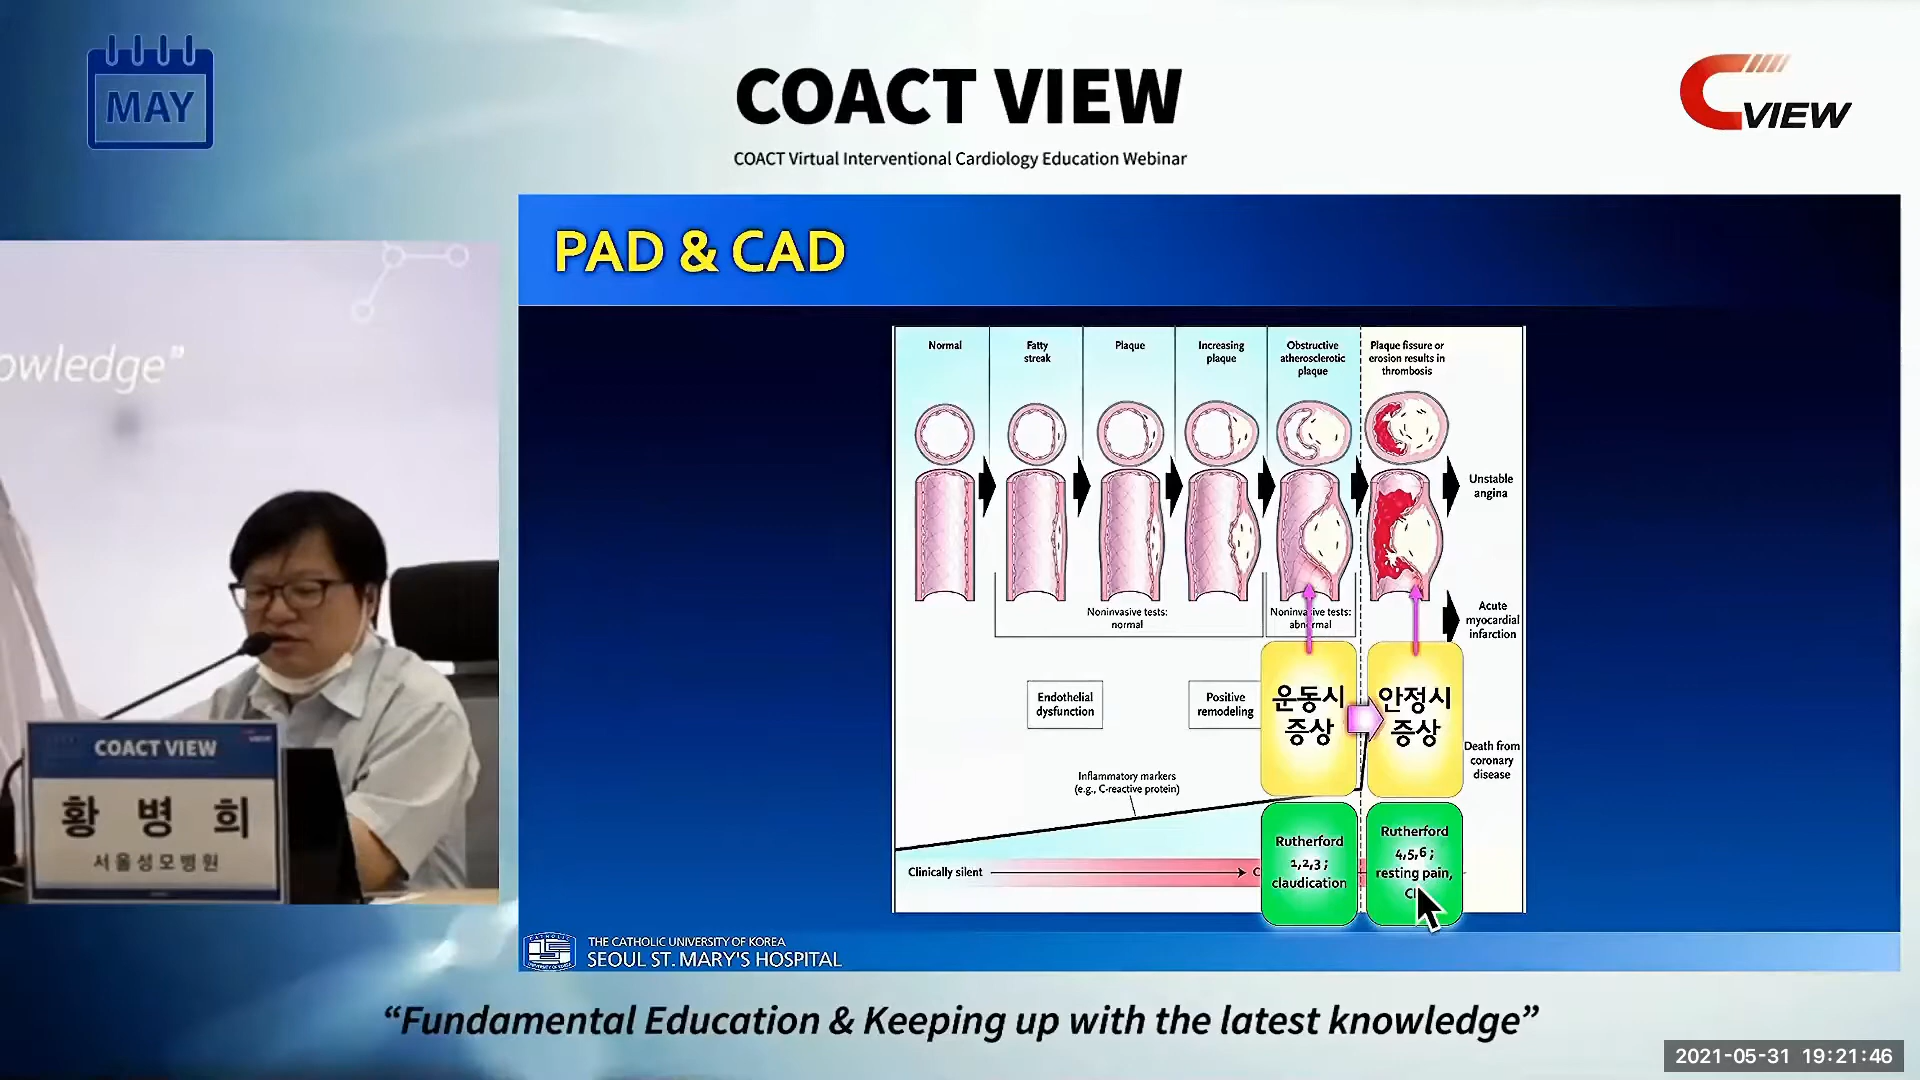 MAY
COACT VIEW
COACT Virtual Interventional Cardiology Education Webinar
VIEW
PAD & CAD
owledge”
Normal
Fatty
streak
Plaque
Increasing
plaque
Obstructive
atherosclerotic
plaque
Plaque fissure or
erosion results in
thrombosis
Unstable
angina
Noninvasive tests:
normal
Noninvasive tests:
abnormal
Acute
myocardial
infarction
Endothelial
dysfunction
Positive
remodeling
운동시
증상
안정시
증상
Death from
coronary
disease
Inflammatory markers
(e.g., C-reactive protein)
Clinically silent
Rutherford
1,2,3 ;
claudication
Rutherford
4,5,6 ;
resting pain,
COACT VIEW
황 병 희
서울성모병원
THE CATHOLIC UNIVERSITY OF KOREA
SEOUL ST. MARY'S HOSPITAL
“Fundamental Education & Keeping up with the latest knowledge”
2021-05-31 19:21:46